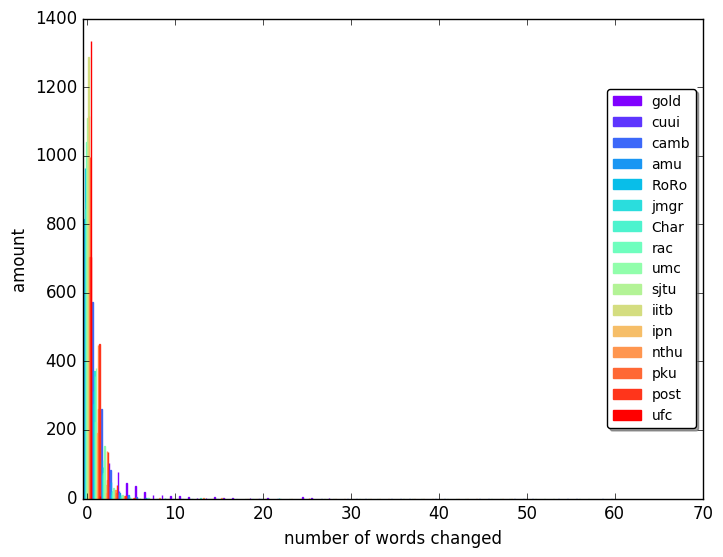 1400
1200
1000
800
600
400
200
0
0 10 20 30 40 50 60 70
amount
number of words changed
gold
cuui
camb
amu
RoRo
jmgr
Char
rac
umc
sjtu
iitb
ipn
nthu
pku
post
ufc